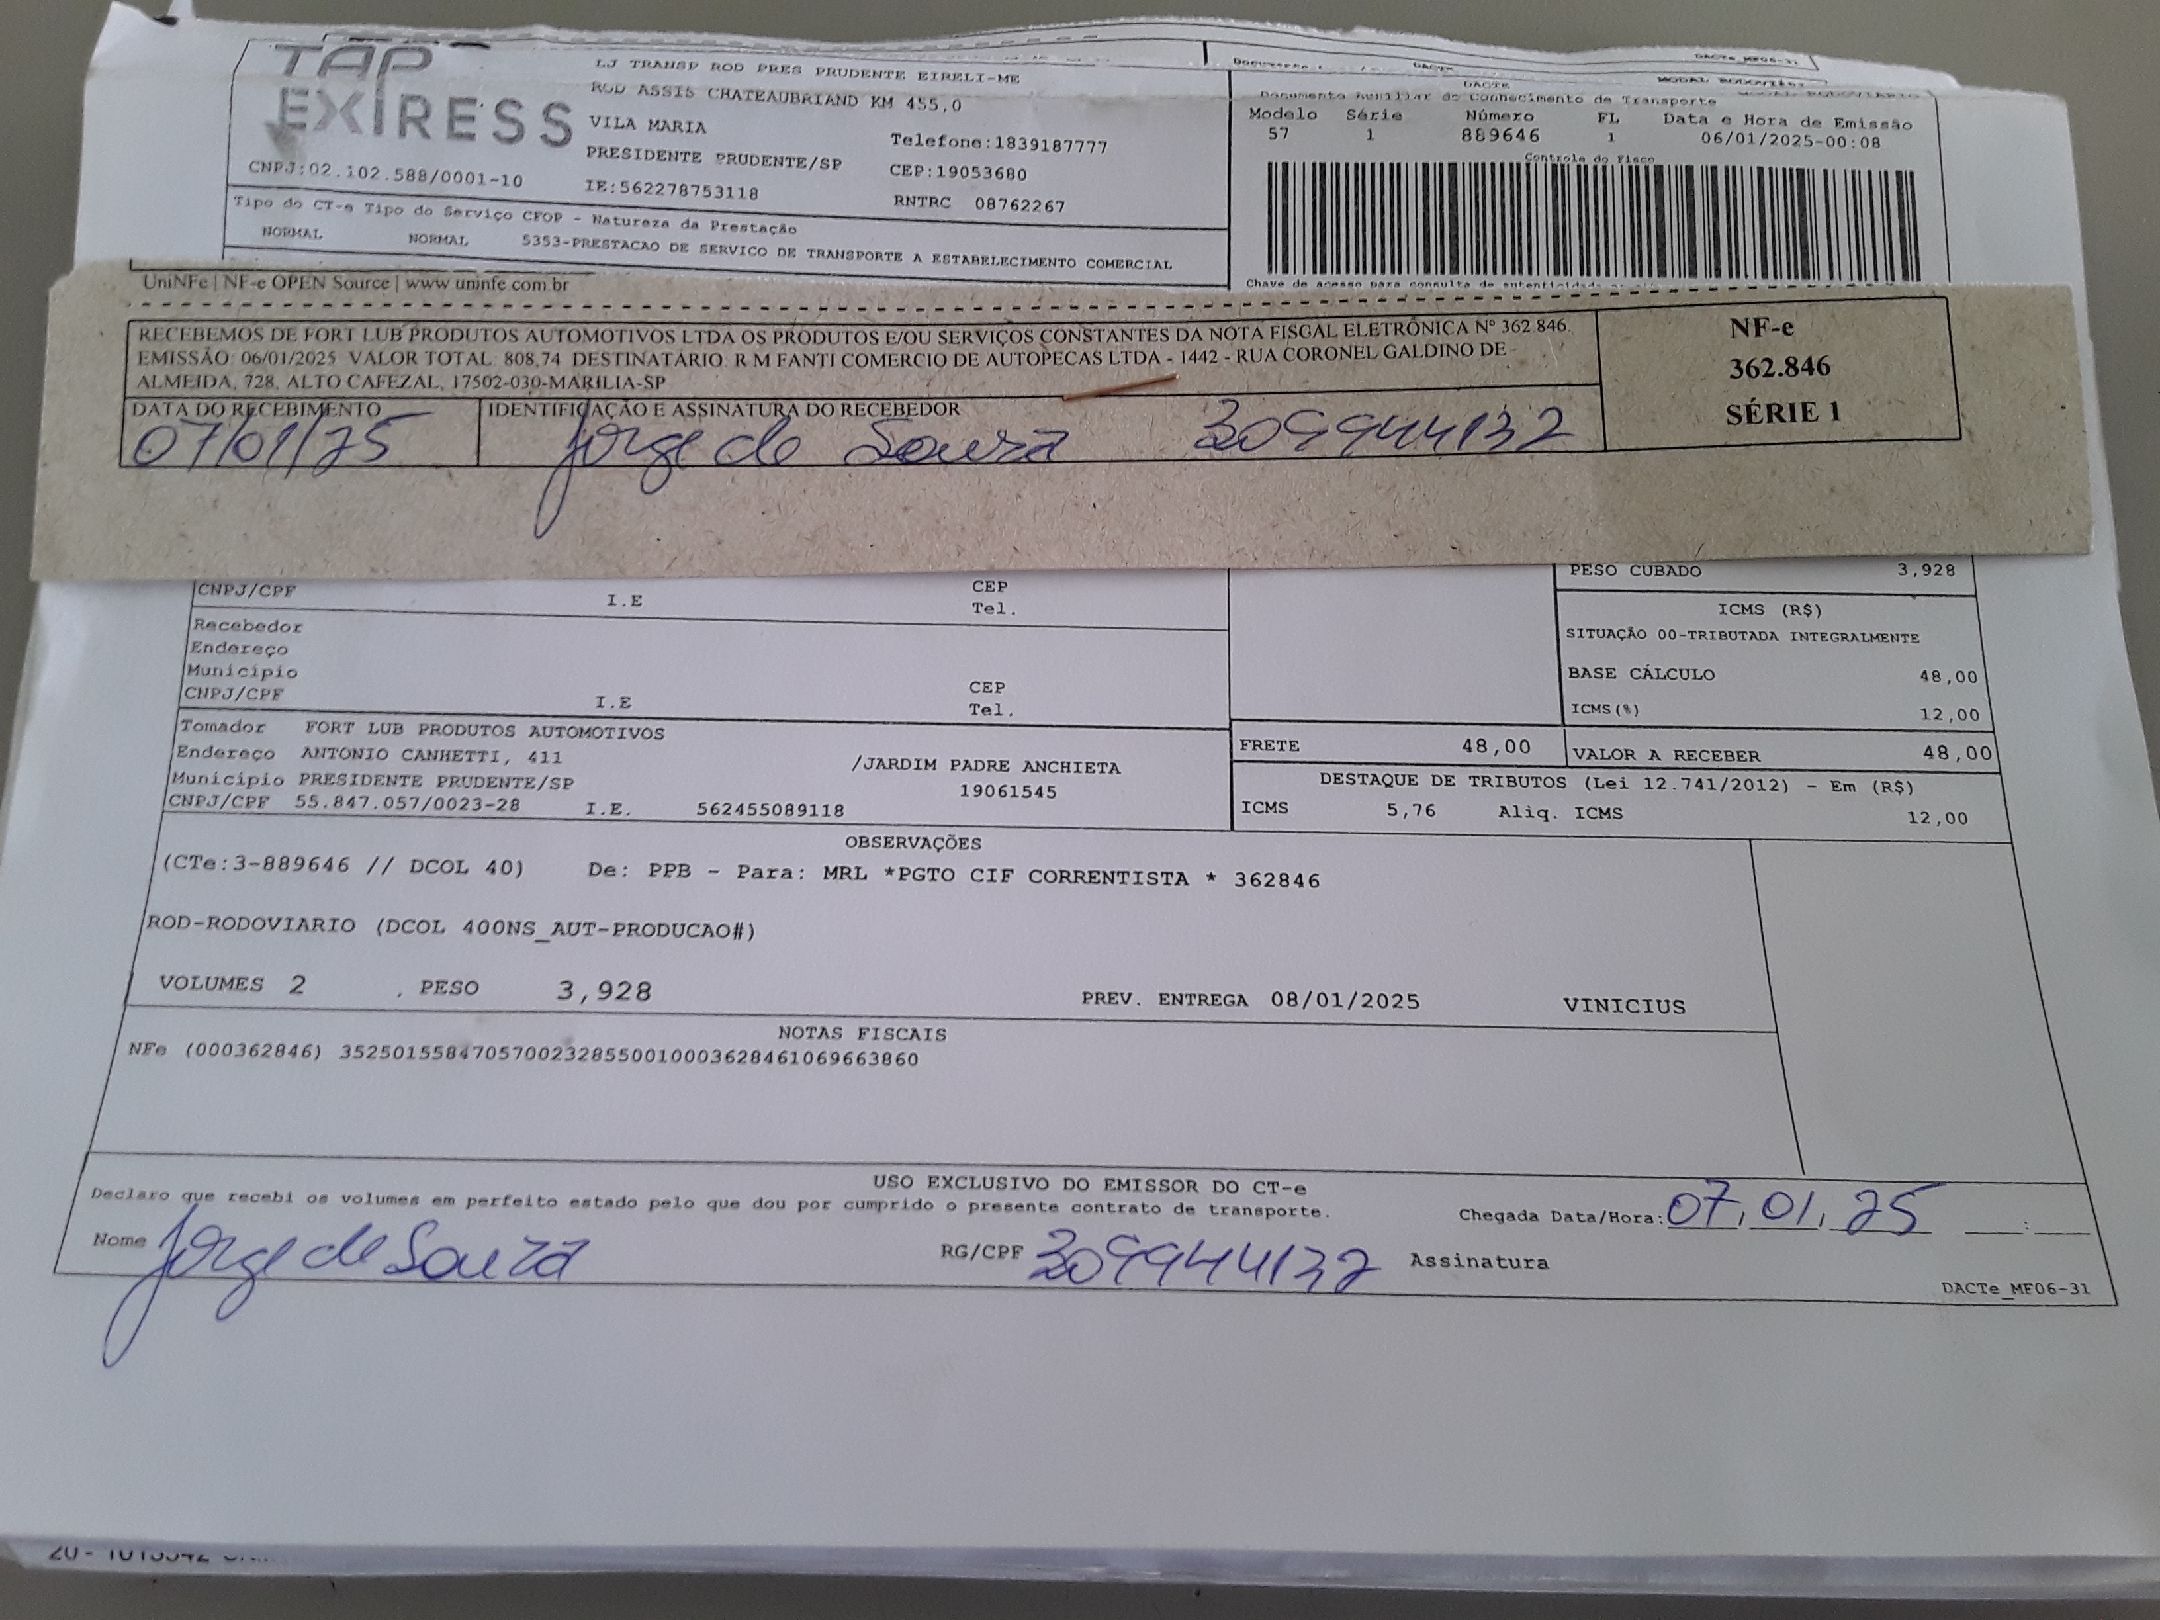 TAP
EXPRESS
LJ TRANSP ROD PRES PRUDENTE EIRELI-ME
ROD ASSIS CHATEAUBRIAND KM 455,0
VILA MARIA
Telefone:1839187777
PRESIDENTE PRUDENTE/SP
CEP:19053680
CNPJ:02.102.588/0001-10
IE:562278753118
RNTRC 08762267
DACTe_MF06-31
DACTE
MODAL RODOVIÁRIO
Documento Auxiliar do Conhecimento de Transporte
Modelo Série Número FL Data e Hora de Emissão
57 1 889646 1 06/01/2025-00:08
Controle do Fisco
Tipo do CT-e Tipo do Serviço CFOP - Natureza da Prestação
NORMAL NORMAL 5353-PRESTACAO DE SERVICO DE TRANSPORTE A ESTABELECIMENTO COMERCIAL
Chave de acesso para consulta de autenticidade
UniNFe | NF-e OPEN Source | www.uninfe.com.br
RECEBEMOS DE FORT LUB PRODUTOS AUTOMOTIVOS LTDA OS PRODUTOS E/OU SERVIÇOS CONSTANTES DA NOTA FISCAL ELETRÔNICA Nº 362.846.
EMISSÃO: 06/01/2025 VALOR TOTAL: 808,74 DESTINATÁRIO: R M FANTI COMERCIO DE AUTOPECAS LTDA - 1442 - RUA CORONEL GALDINO DE
ALMEIDA, 728, ALTO CAFEZAL, 17502-030-MARILIA-SP
NF-e
362.846
SÉRIE 1
DATA DO RECEBIMENTO
07/01/25
IDENTIFICAÇÃO E ASSINATURA DO RECEBEDOR
Jorge de Souza 309944132
CNPJ/CPF I.E CEP
Tel.
PESO CUBADO 3,928
Recebedor
Endereço
Município
CNPJ/CPF I.E CEP
Tel.
ICMS (R$)
SITUAÇÃO 00-TRIBUTADA INTEGRALMENTE
BASE CÁLCULO 48,00
ICMS(%) 12,00
Tomador FORT LUB PRODUTOS AUTOMOTIVOS
Endereço ANTONIO CANHETTI, 411 /JARDIM PADRE ANCHIETA
Município PRESIDENTE PRUDENTE/SP 19061545
CNPJ/CPF 55.847.057/0023-28 I.E. 562455089118
FRETE 48,00 VALOR A RECEBER 48,00
DESTAQUE DE TRIBUTOS (Lei 12.741/2012) - Em (R$)
ICMS 5,76 Aliq. ICMS 12,00
OBSERVAÇÕES
(CTe:3-889646 // DCOL 40) De: PPB - Para: MRL *PGTO CIF CORRENTISTA * 362846
ROD-RODOVIARIO (DCOL 400NS_AUT-PRODUCAO#)
VOLUMES 2 . PESO 3,928 PREV. ENTREGA 08/01/2025 VINICIUS
NOTAS FISCAIS
NFe (000362846) 35250155847057002328550010003628461069663860
USO EXCLUSIVO DO EMISSOR DO CT-e
Declaro que recebi os volumes em perfeito estado pelo que dou por cumprido o presente contrato de transporte.
Chegada Data/Hora: 07,01,25 :
Nome Jorge de Souza RG/CPF 309944132 Assinatura
DACTe_MF06-31